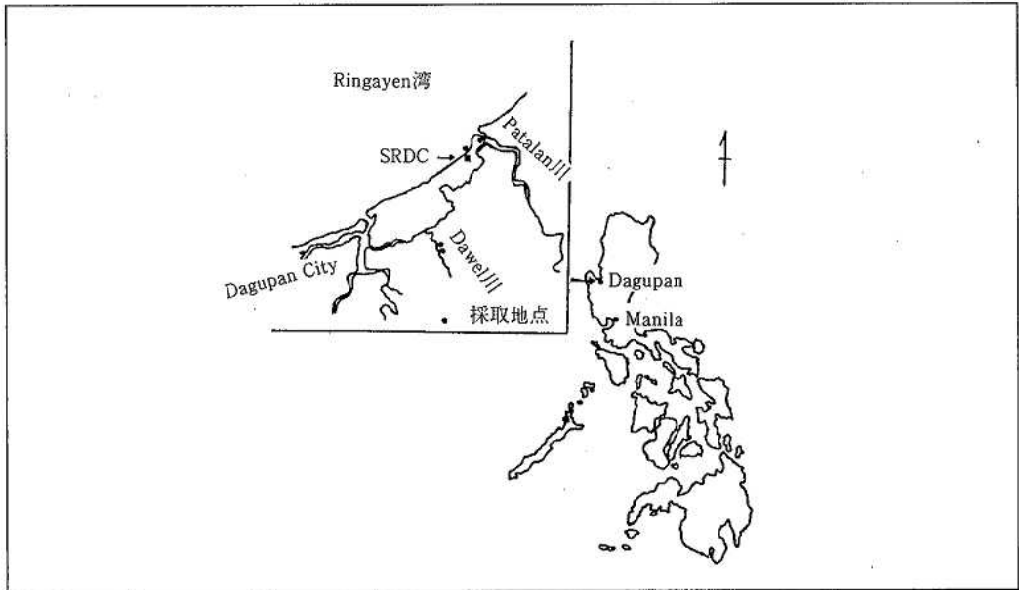 Ringayen湾
Patalan川
SRDC
Dawel川
Dagupan City
採取地点
Dagupan
Manila